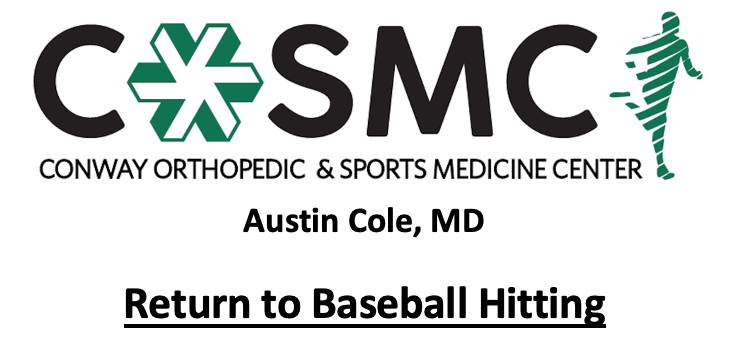 COSMC
CONWAY ORTHOPEDIC & SPORTS MEDICINE CENTER
Austin Cole, MD
Return to Baseball Hitting